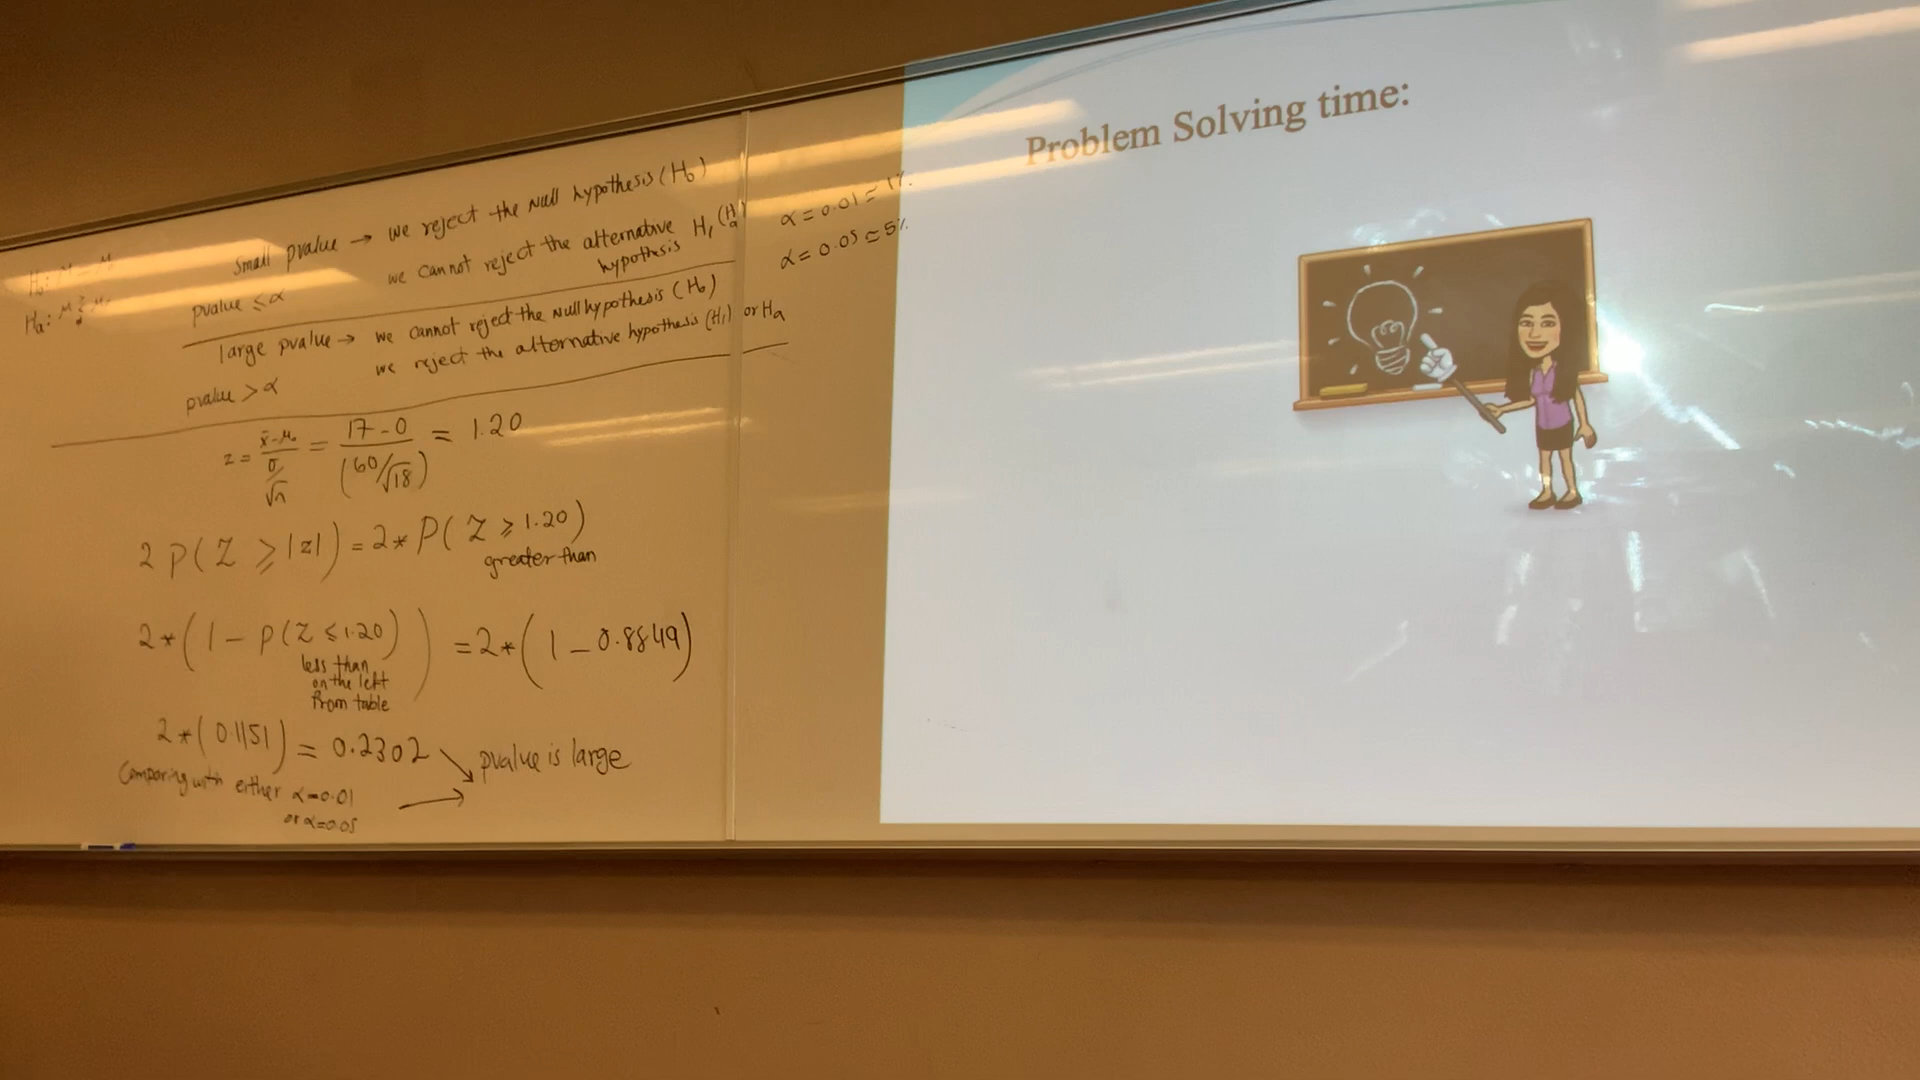 Problem Solving time:
small pvalue → we reject the Null hypothesis (H₀)
we cannot reject the alternative H₁ (Hₐ)
hypothesis
pvalue ≤ α
large pvalue → we cannot reject the Null hypothesis (H₀)
we reject the alternative hypothesis (H₁) or Hₐ
pvalue > α
α = 0.01 ≃ 1%
α = 0.05 ≃ 5%
H₀: μ = μ
Hₐ: μ
z = (x̄ - μ₀)/(σ/√n) = (17 - 0)/(60/√18) = 1.20
2 P(Z ≥ |z|) = 2 * P(Z ≥ 1.20)
greater than
2 * (1 - P(Z ≤ 1.20)) = 2 * (1 - 0.8849)
less than
on the left
from table
2 * (0.1151) = 0.2302 ↘ pvalue is large
Comparing with either α = 0.01 →
or α = 0.05